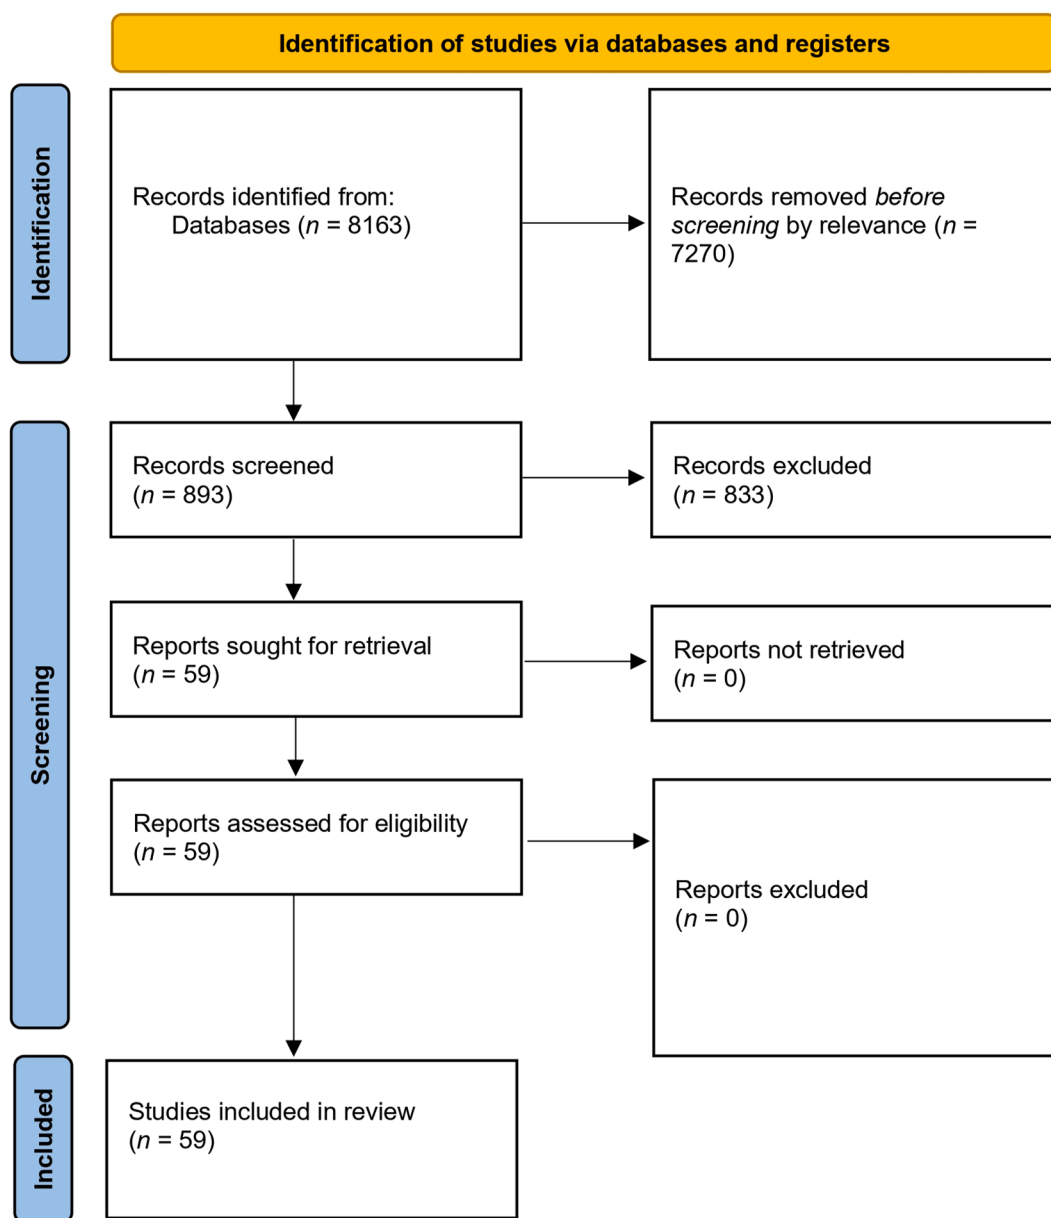 Identification of studies via databases and registers
Identification
Records identified from:
Databases (n = 8163)
Records removed before
screening by relevance (n =
7270)
Screening
Records screened
(n = 893)
Records excluded
(n = 833)
Reports sought for retrieval
(n = 59)
Reports not retrieved
(n = 0)
Reports assessed for eligibility
(n = 59)
Reports excluded
(n = 0)
Included
Studies included in review
(n = 59)